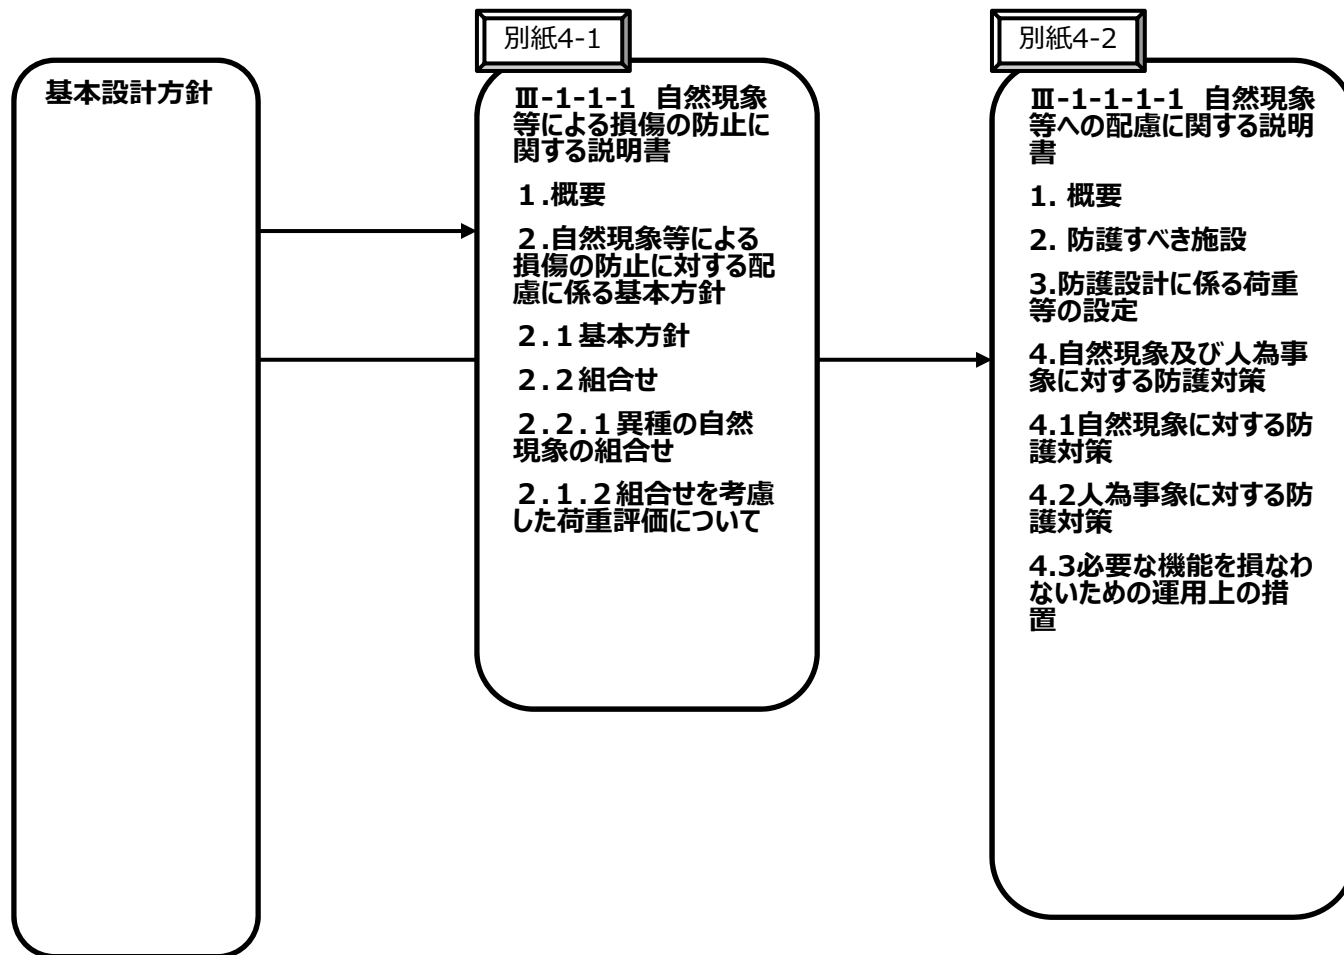 基本設計方針
別紙4-1
Ⅲ-1-1-1 自然現象
等による損傷の防止に
関する説明書
１.概要
２.自然現象等による
損傷の防止に対する配
慮に係る基本方針
２.１基本方針
２.２組合せ
２.２.１異種の自然
現象の組合せ
２.１.２組合せを考慮
した荷重評価について
別紙4-2
Ⅲ-1-1-1-1 自然現象
等への配慮に関する説明
書
1. 概要
2. 防護すべき施設
3.防護設計に係る荷重
等の設定
4.自然現象及び人為事
象に対する防護対策
4.1自然現象に対する防
護対策
4.2人為事象に対する防
護対策
4.3必要な機能を損なわ
ないための運用上の措
置